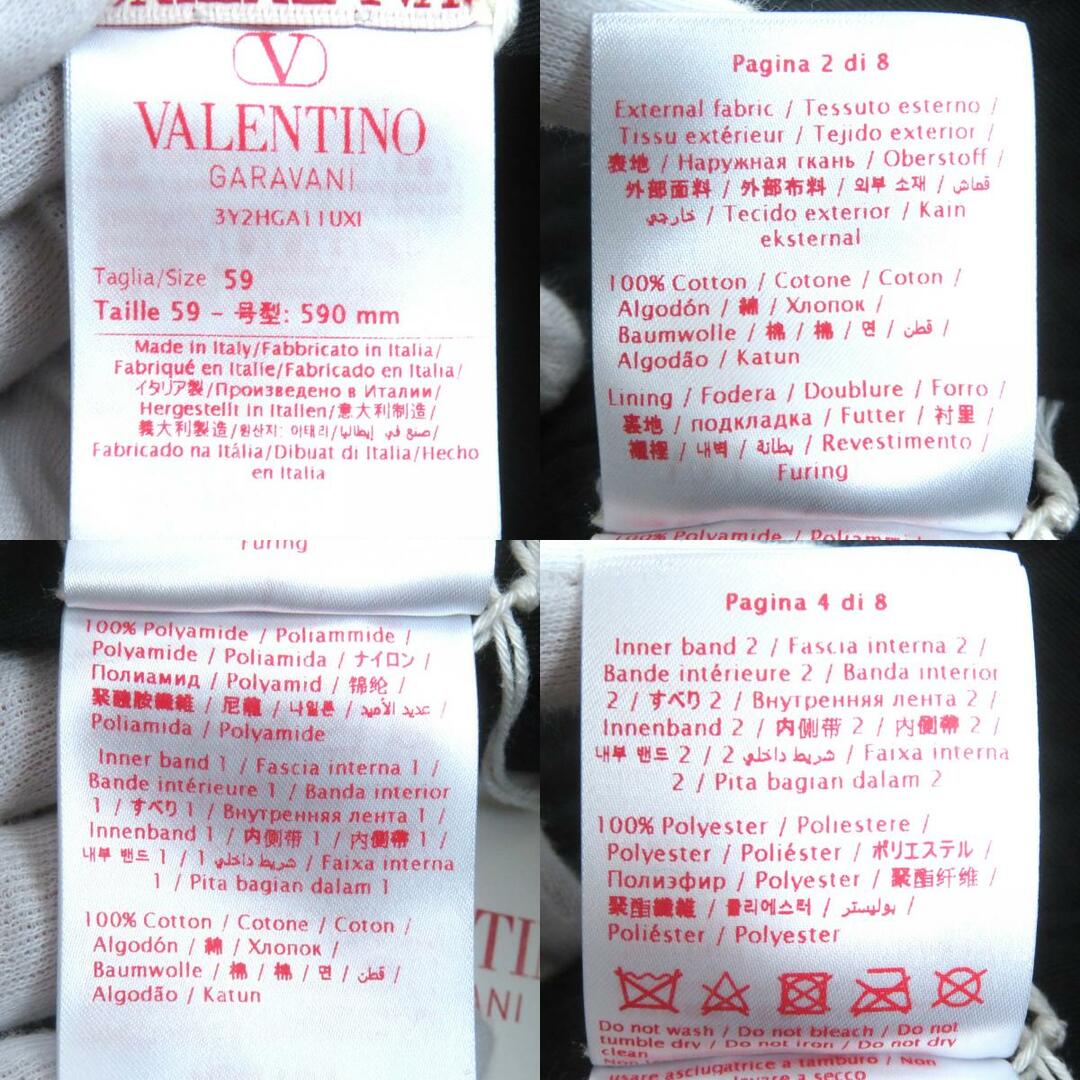 V
VALENTINO
GARAVANI
3Y2HGA11UXI
Taglia/Size 59
Taille 59 - 号型: 590 mm
Made in Italy/Fabbricato in Italia/
Fabriqué en Italie/Fabricado en Italia/
イタリア製/Произведено в Италии/
Hergestellt in Italien/意大利制造/
義大利製造/원산지: 이태리/صنع في إيطاليا/
Fabricado na Itália/Dibuat di Italia/Hecho
en Italia
Pagina 2 di 8
External fabric / Tessuto esterno /
Tissu extérieur / Tejido exterior /
表地 / Наружная ткань / Oberstoff /
外部面料 / 外部布料 / 외부 소재 / قماش
خارجي / Tecido exterior / Kain
eksternal
100% Cotton / Cotone / Coton /
Algodón / 綿 / Хлопок /
Baumwolle / 棉 / 棉 / 면 / قطن /
Algodão / Katun
Lining / Fodera / Doublure / Forro /
裏地 / подкладка / Futter / 衬里 /
襯裡 / 내벽 / بطانة / Revestimento /
Furing
100% Polyamide /
Furing
100% Polyamide / Poliammide /
Polyamide / Poliamida / ナイロン /
Полиамид / Polyamid / 锦纶 /
聚醯胺纖維 / 尼龍 / 나일론 / عديد الأميد /
Poliamida / Polyamide
Inner band 1 / Fascia interna 1 /
Bande intérieure 1 / Banda interior
1 / すべり 1 / Внутренняя лента 1 /
Innenband 1 / 内侧带 1 / 内側帶 1 /
내부 밴드 1 / شريط داخلي 1 / Faixa interna
1 / Pita bagian dalam 1
100% Cotton / Cotone / Coton /
Algodón / 綿 / Хлопок /
Baumwolle / 棉 / 棉 / 면 / قطن /
Algodão / Katun
Pagina 4 di 8
Inner band 2 / Fascia interna 2 /
Bande intérieure 2 / Banda interior
2 / すべり 2 / Внутренняя лента 2 /
Innenband 2 / 内侧带 2 / 内側帶 2 /
내부 밴드 2 / شريط داخلي 2 / Faixa interna
2 / Pita bagian dalam 2
100% Polyester / Poliestere /
Polyester / Poliéster / ポリエステル /
Полиэфир / Polyester / 聚酯纤维 /
聚酯纖維 / 폴리에스터 / بوليستر /
Poliéster / Polyester
Do not wash / Do not bleach / Do not
tumble dry / Do not iron / Do not dry
clean
usare asciugatrice a tamburo / Non